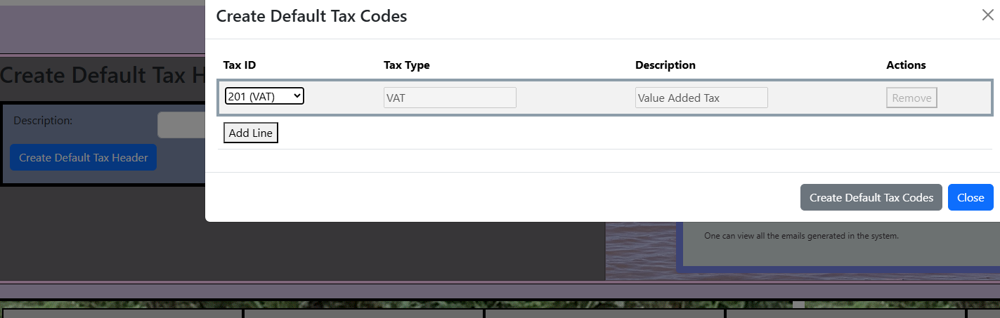 Create Default Tax Codes
Create Default Tax H
Tax ID Tax Type Description Actions
201 (VAT) VAT Value Added Tax Remove
Description:
Add Line
Create Default Tax Header
Create Default Tax Codes Close
One can view all the emails generated in the system.